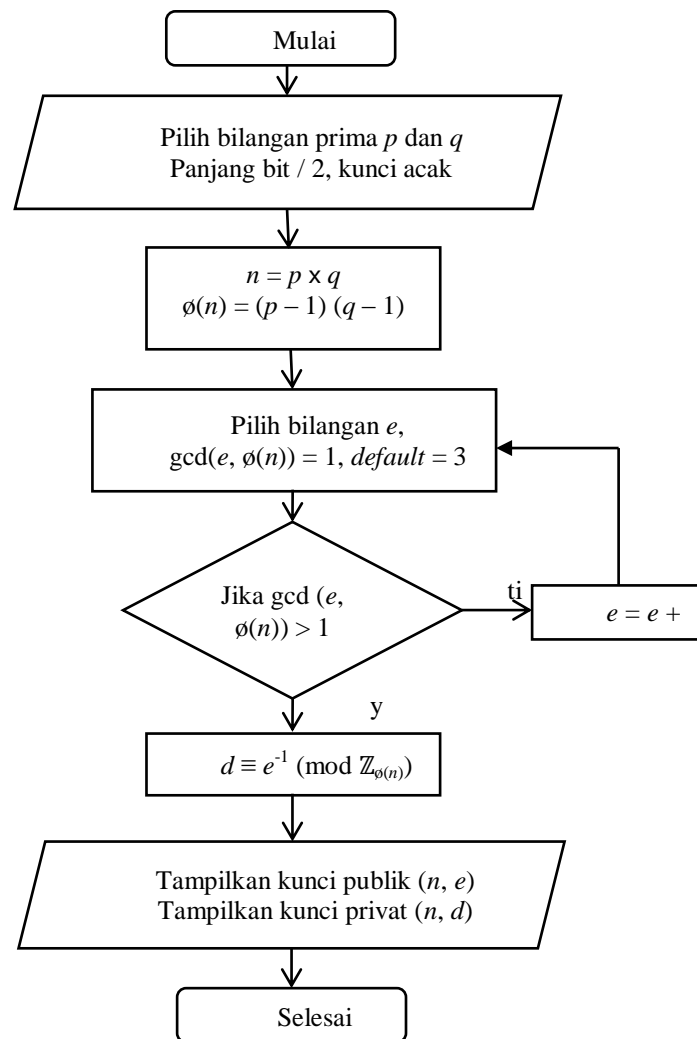 Mulai
Pilih bilangan prima p dan q
Panjang bit / 2, kunci acak
n = p x q
ø(n) = (p – 1) (q – 1)
Pilih bilangan e,
gcd(e, ø(n)) = 1, default = 3
Jika gcd (e,
ø(n)) > 1
ti
e = e +
y
d ≡ e⁻¹ (mod ℤø(n))
Tampilkan kunci publik (n, e)
Tampilkan kunci privat (n, d)
Selesai